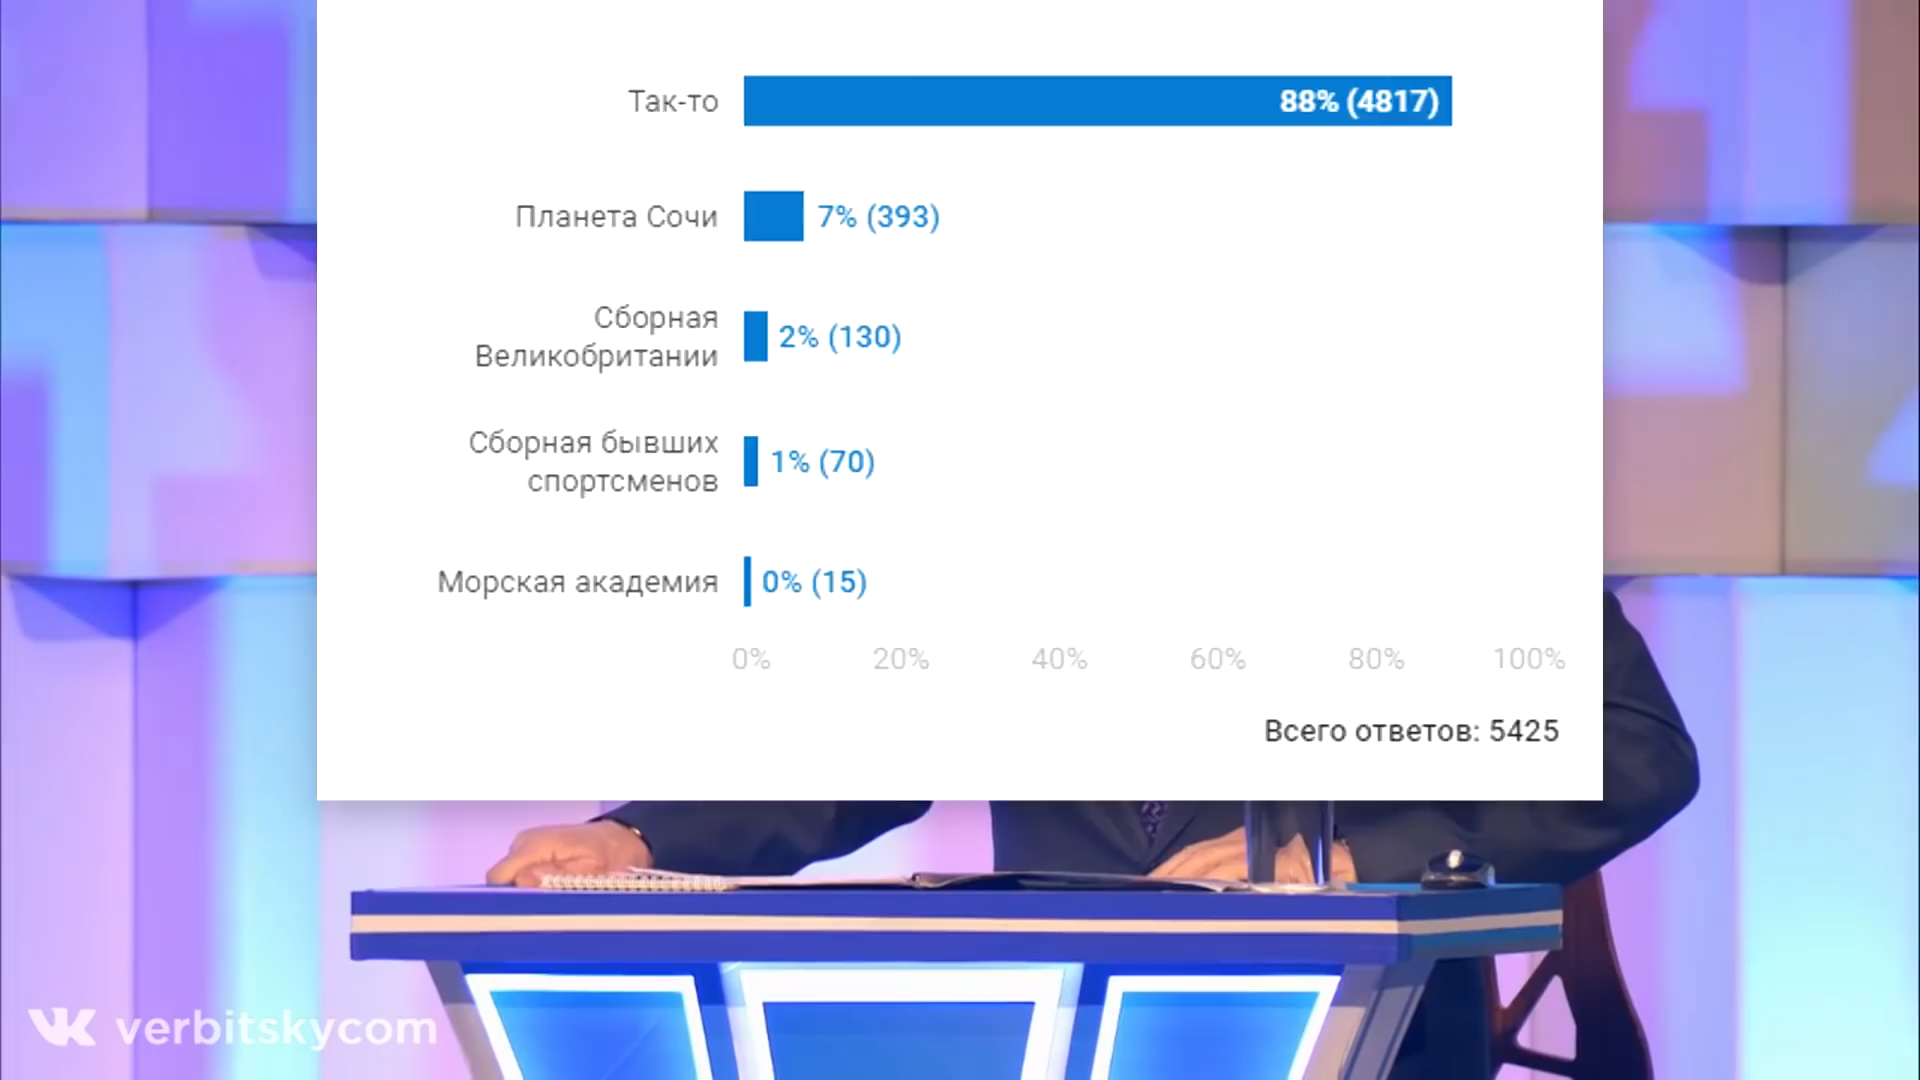 Так-то
88% (4817)
Планета Сочи
7% (393)
Сборная
Великобритании
2% (130)
Сборная бывших
спортсменов
1% (70)
Морская академия
0% (15)
0% 20% 40% 60% 80% 100%
Всего ответов: 5425
verbitskycom